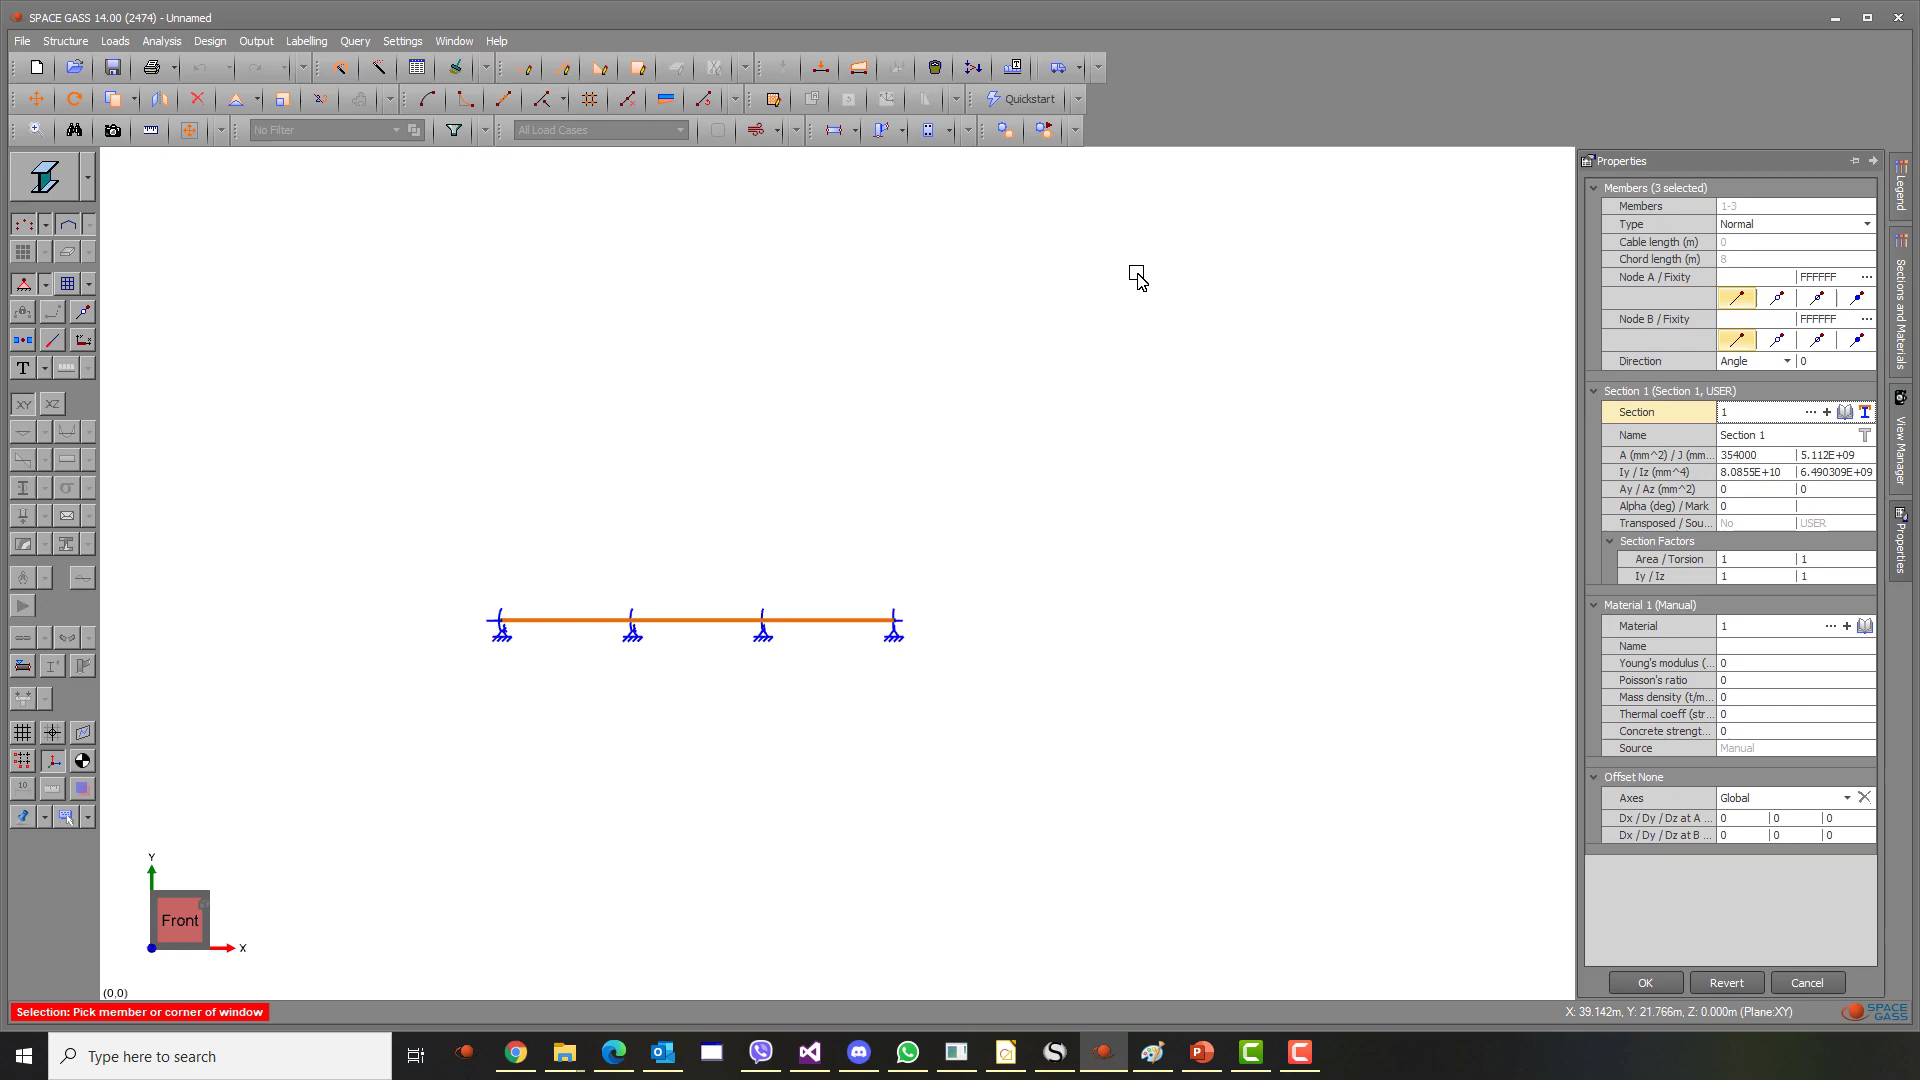 SPACE GASS 14.00 (2474) - Unnamed
File Structure Loads Analysis Design Output Labelling Query Settings Window Help
Quickstart
No Filter
All Load Cases
XY XZ
T
10
Properties
Members (3 selected)
Members 1-3
Type Normal
Cable length (m) 0
Chord length (m) 8
Node A / Fixity FFFFFF ...
Node B / Fixity FFFFFF ...
Direction Angle 0
Section 1 (Section 1, USER)
Section 1 ...
Name Section 1
A (mm^2) / J (mm... 354000 5.112E+09
Iy / Iz (mm^4) 8.0855E+10 6.490309E+09
Ay / Az (mm^2) 0 0
Alpha (deg) / Mark 0
Transposed / Sou... No USER
Section Factors
Area / Torsion 1 1
Iy / Iz 1 1
Material 1 (Manual)
Material 1 ...
Name
Young's modulus (... 0
Poisson's ratio 0
Mass density (t/m... 0
Thermal coeff (str... 0
Concrete strengt... 0
Source Manual
Offset None
Axes Global
Dx / Dy / Dz at A ... 0 0 0
Dx / Dy / Dz at B ... 0 0 0
OK Revert Cancel
Legend
Sections and Materials
View Manager
Properties
Y
Front
X
(0,0)
Selection: Pick member or corner of window
X: 39.142m, Y: 21.766m, Z: 0.000m (Plane:XY)
SPACE GASS
Type here to search